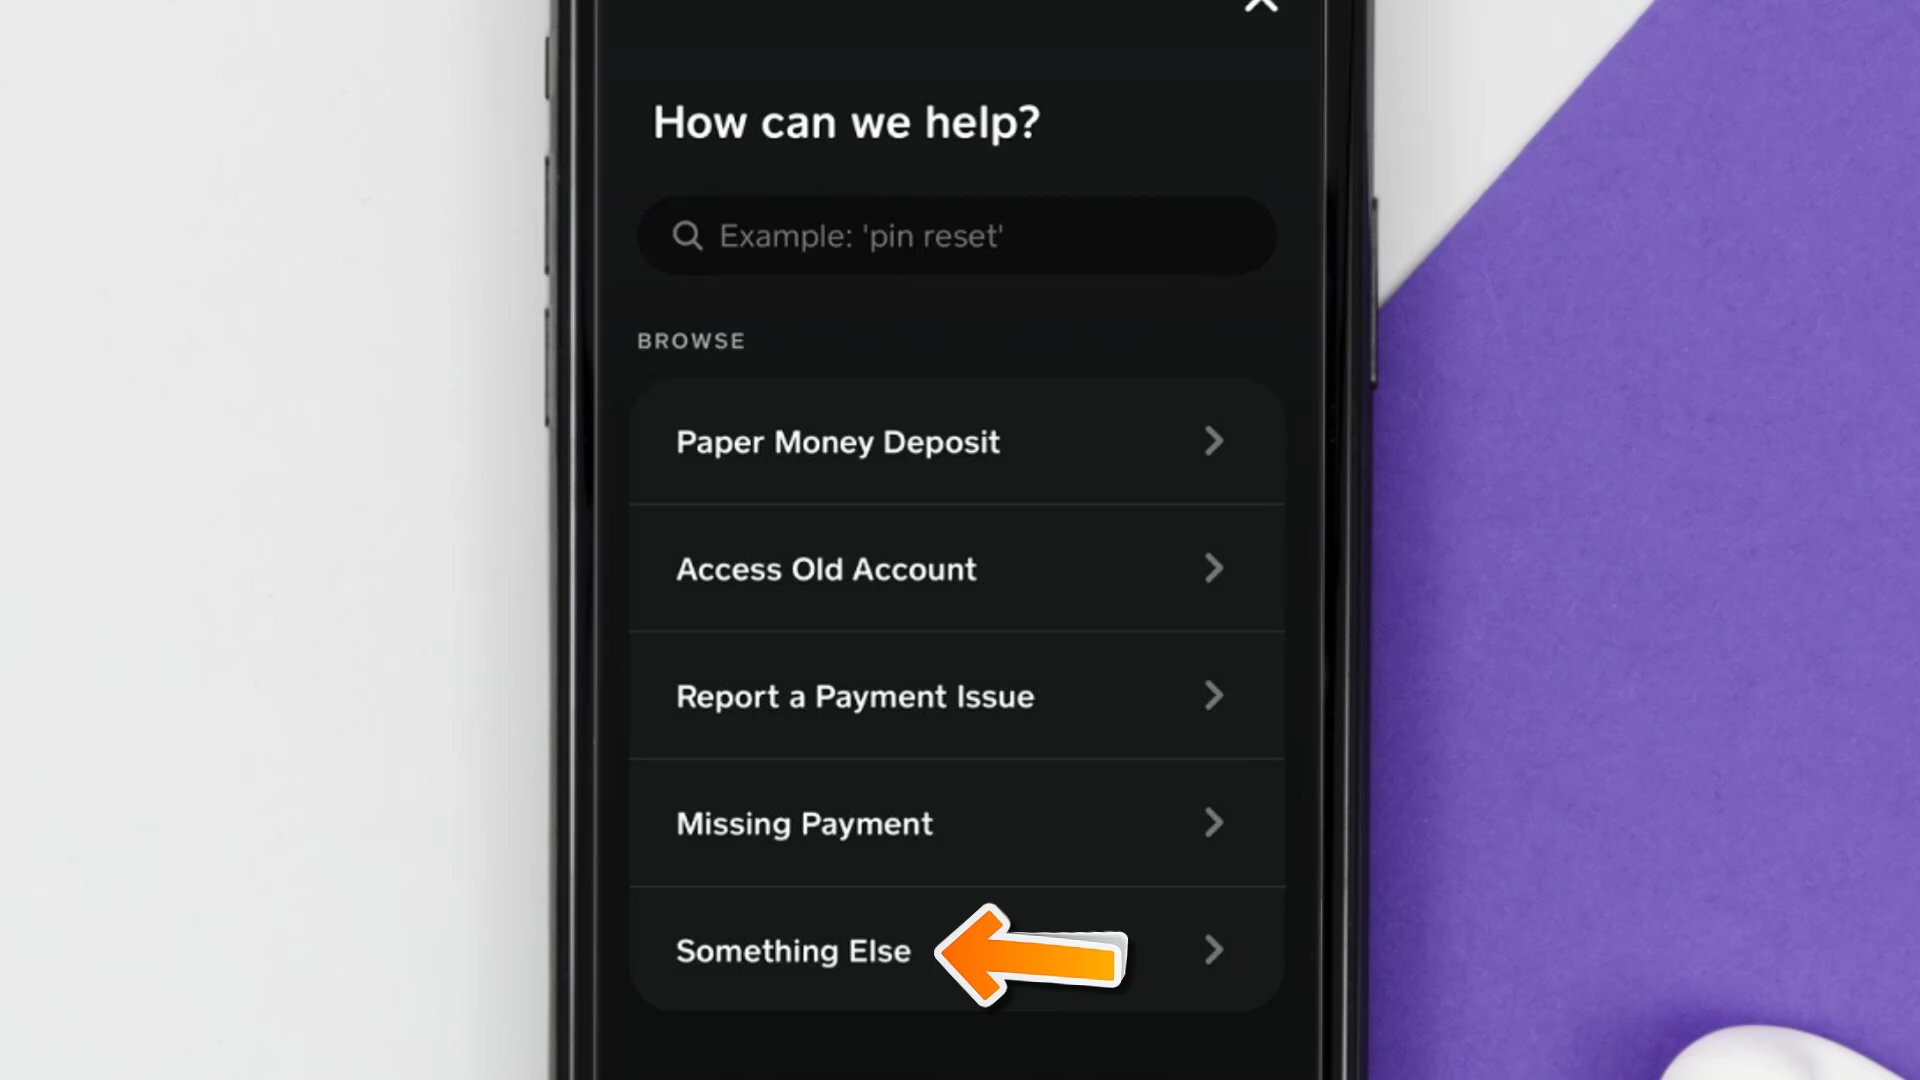 How can we help?
Example: 'pin reset'
BROWSE
Paper Money Deposit
Access Old Account
Report a Payment Issue
Missing Payment
Something Else